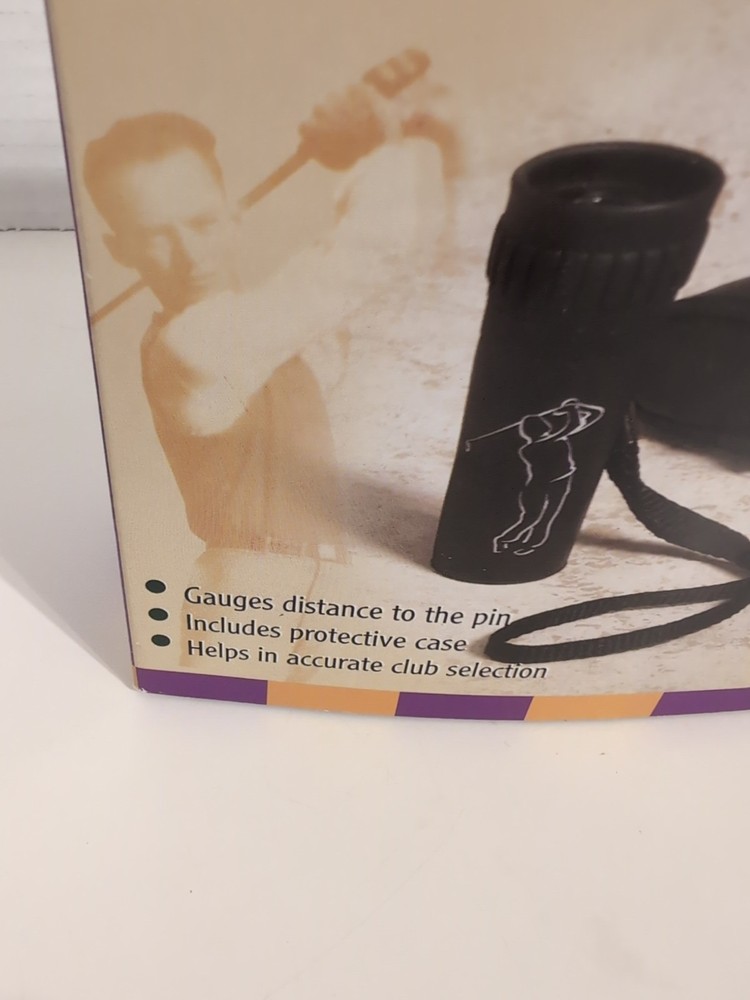 Gauges distance to the pin
Includes protective case
Helps in accurate club selection